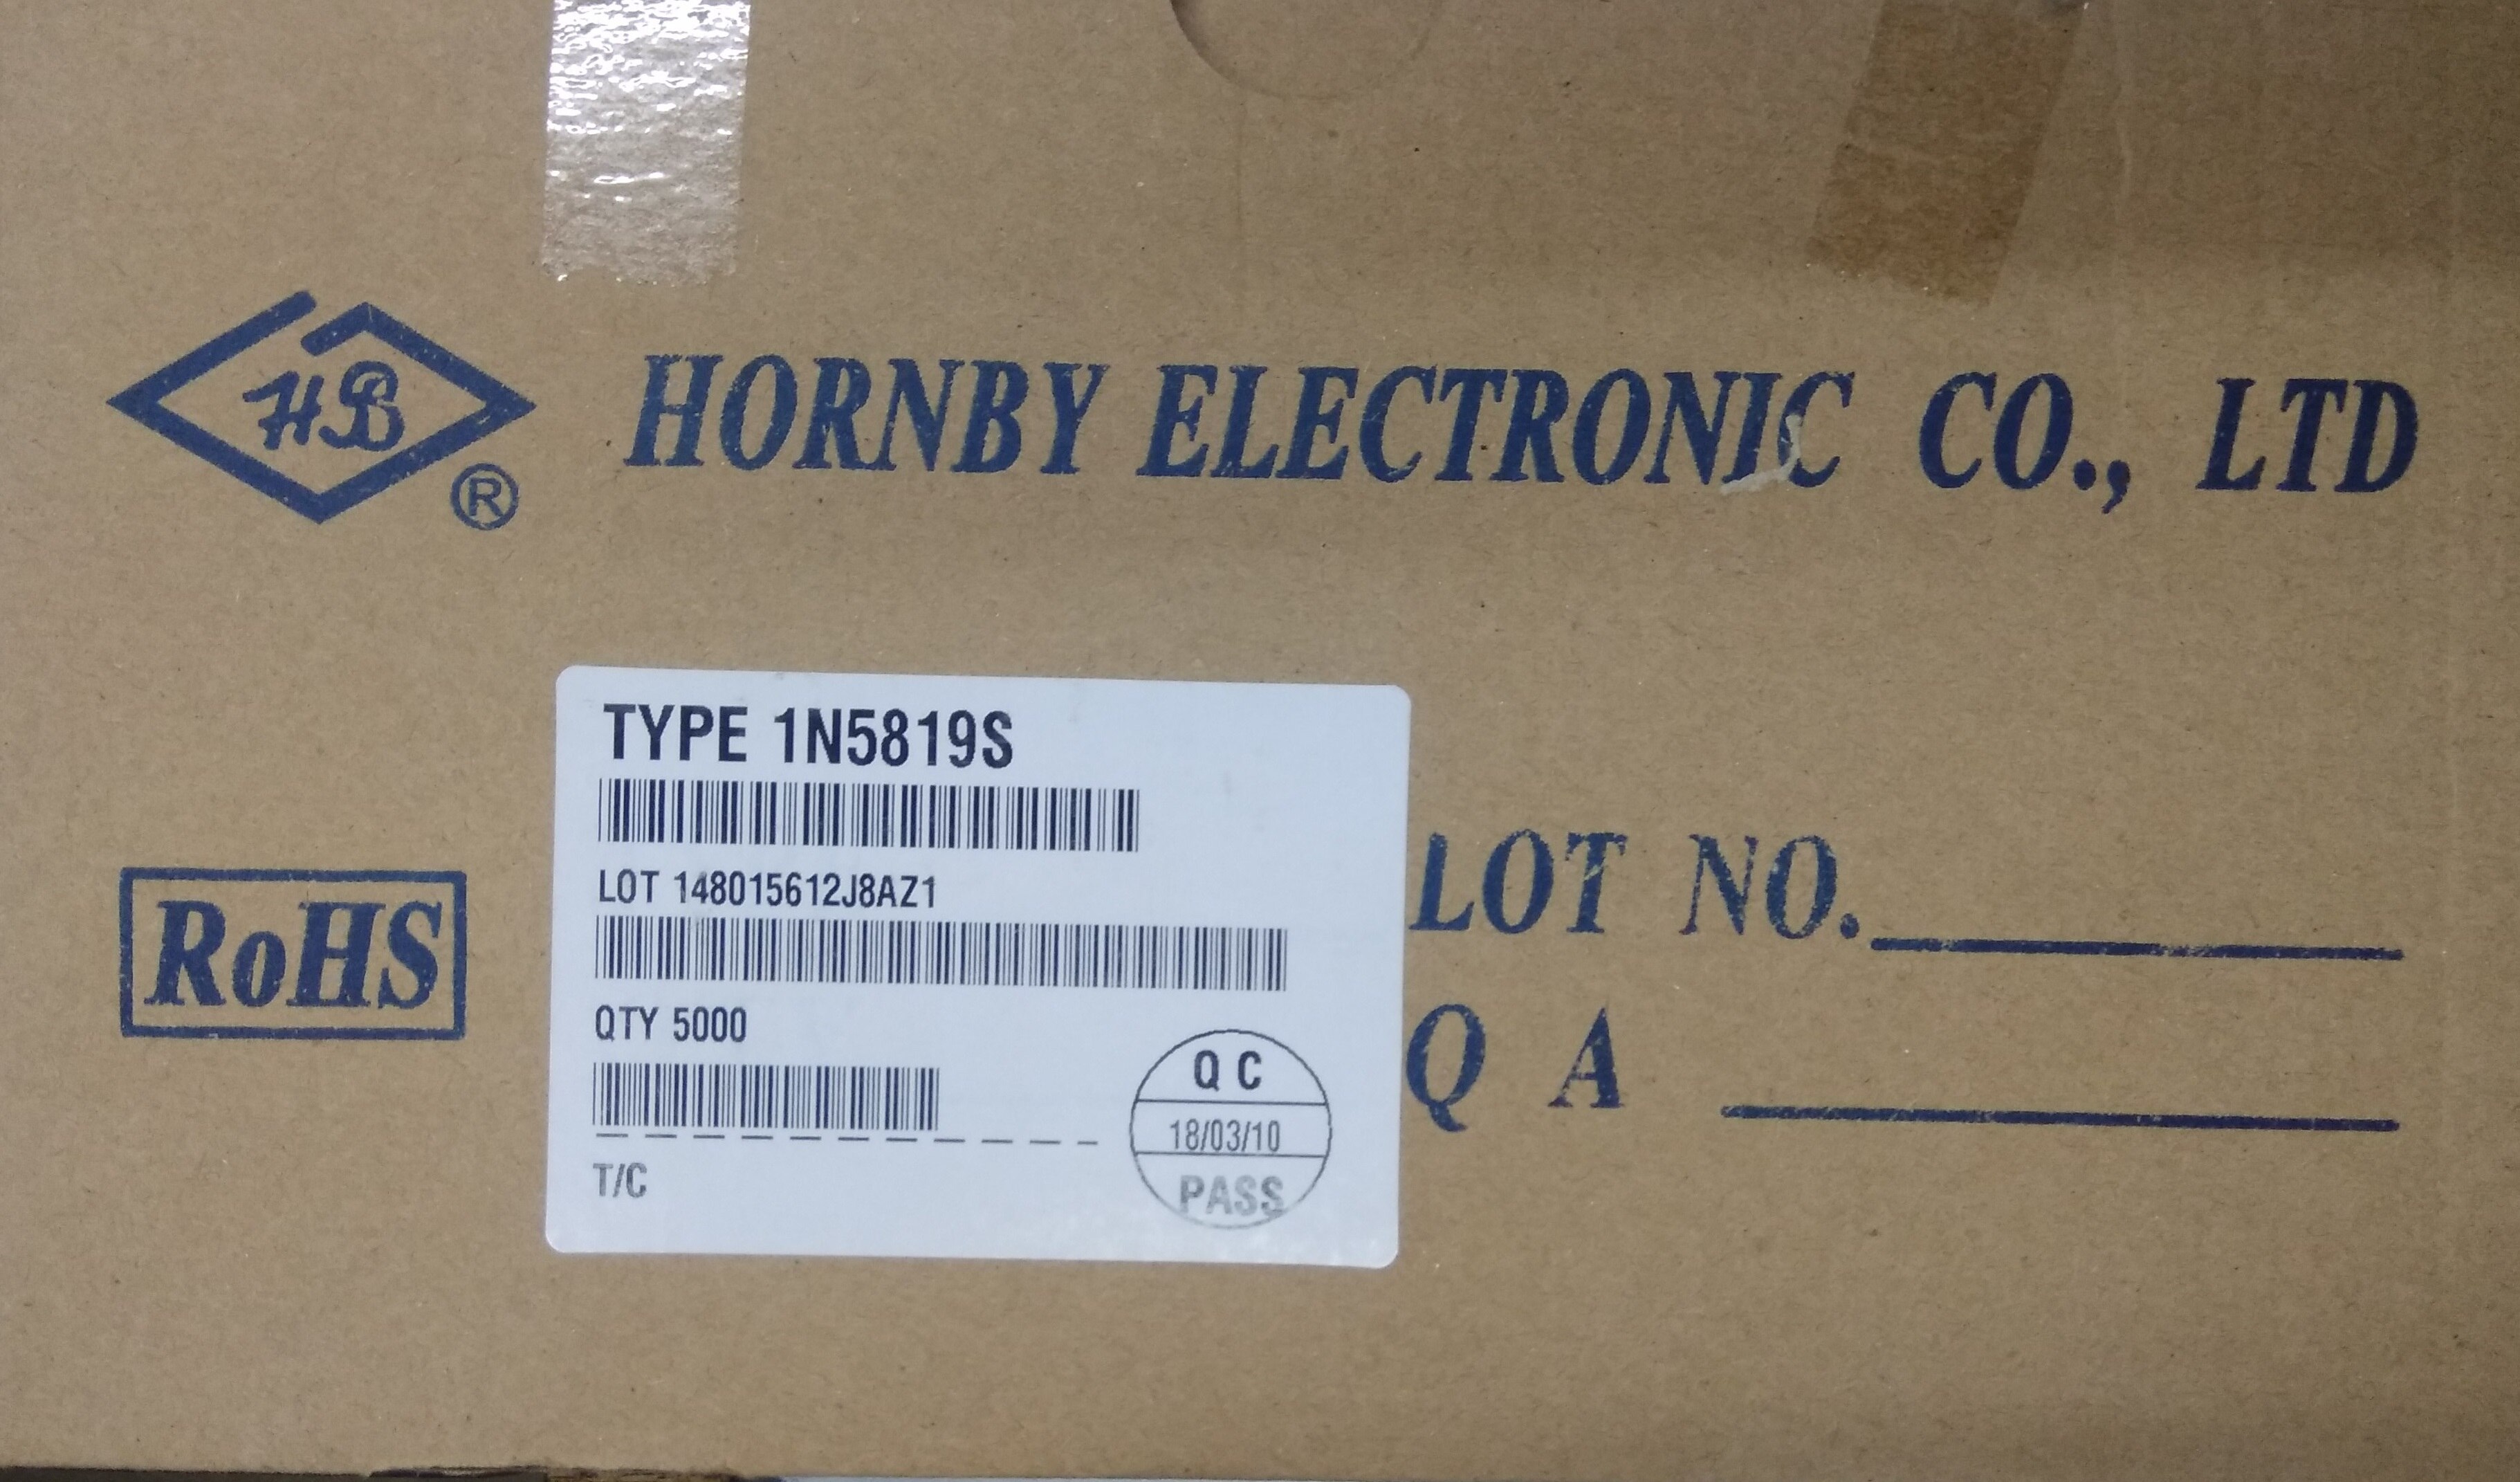 HB
®
HORNBY ELECTRONIC CO., LTD
TYPE 1N5819S
LOT 148015612J8AZ1
QTY 5000
T/C
Q C
18/03/10
PASS
RoHS
LOT NO.
Q A